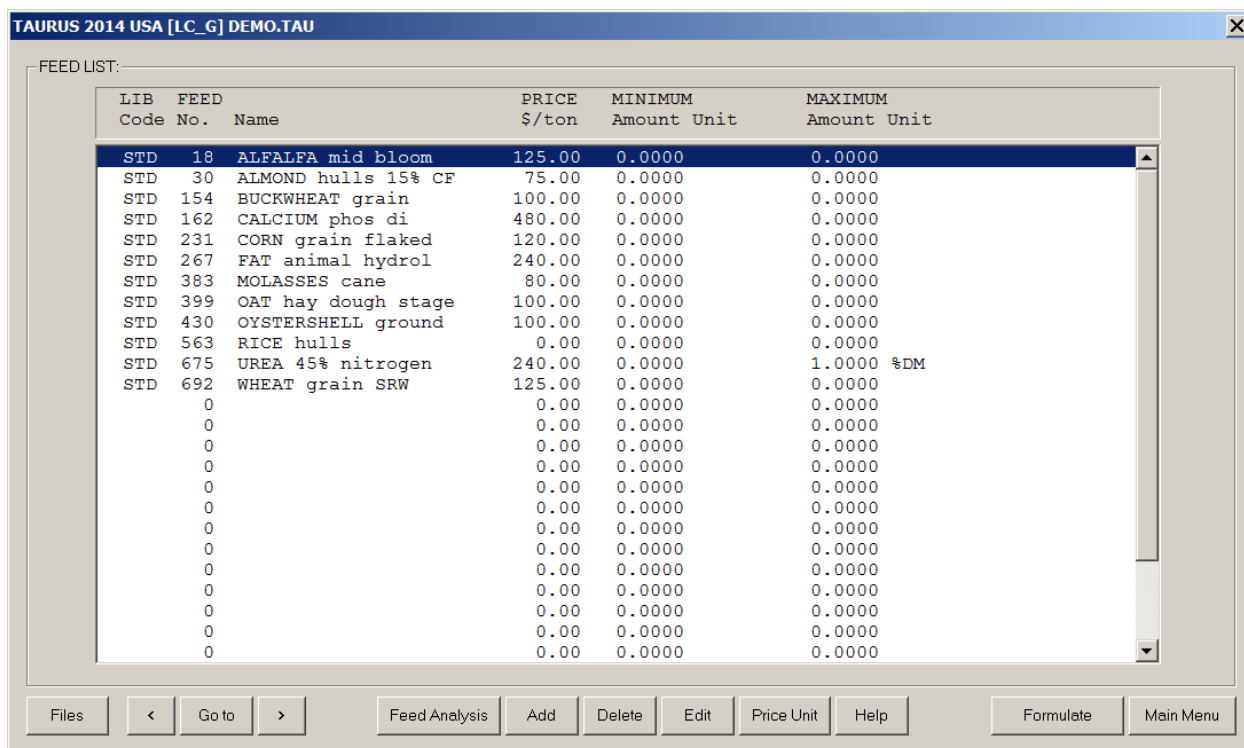 TAURUS 2014 USA [LC_G] DEMO.TAU
FEED LIST:
LIB FEED PRICE MINIMUM MAXIMUM
Code No. Name $/ton Amount Unit Amount Unit
STD 18 ALFALFA mid bloom 125.00 0.0000 0.0000
STD 30 ALMOND hulls 15% CF 75.00 0.0000 0.0000
STD 154 BUCKWHEAT grain 100.00 0.0000 0.0000
STD 162 CALCIUM phos di 480.00 0.0000 0.0000
STD 231 CORN grain flaked 120.00 0.0000 0.0000
STD 267 FAT animal hydrol 240.00 0.0000 0.0000
STD 383 MOLASSES cane 80.00 0.0000 0.0000
STD 399 OAT hay dough stage 100.00 0.0000 0.0000
STD 430 OYSTERSHELL ground 100.00 0.0000 0.0000
STD 563 RICE hulls 0.00 0.0000 0.0000
STD 675 UREA 45% nitrogen 240.00 0.0000 1.0000 %DM
STD 692 WHEAT grain SRW 125.00 0.0000 0.0000
0 0.00 0.0000 0.0000
0 0.00 0.0000 0.0000
0 0.00 0.0000 0.0000
0 0.00 0.0000 0.0000
0 0.00 0.0000 0.0000
0 0.00 0.0000 0.0000
0 0.00 0.0000 0.0000
0 0.00 0.0000 0.0000
0 0.00 0.0000 0.0000
0 0.00 0.0000 0.0000
0 0.00 0.0000 0.0000
0 0.00 0.0000 0.0000
0 0.00 0.0000 0.0000
Files < Go to > Feed Analysis Add Delete Edit Price Unit Help Formulate Main Menu